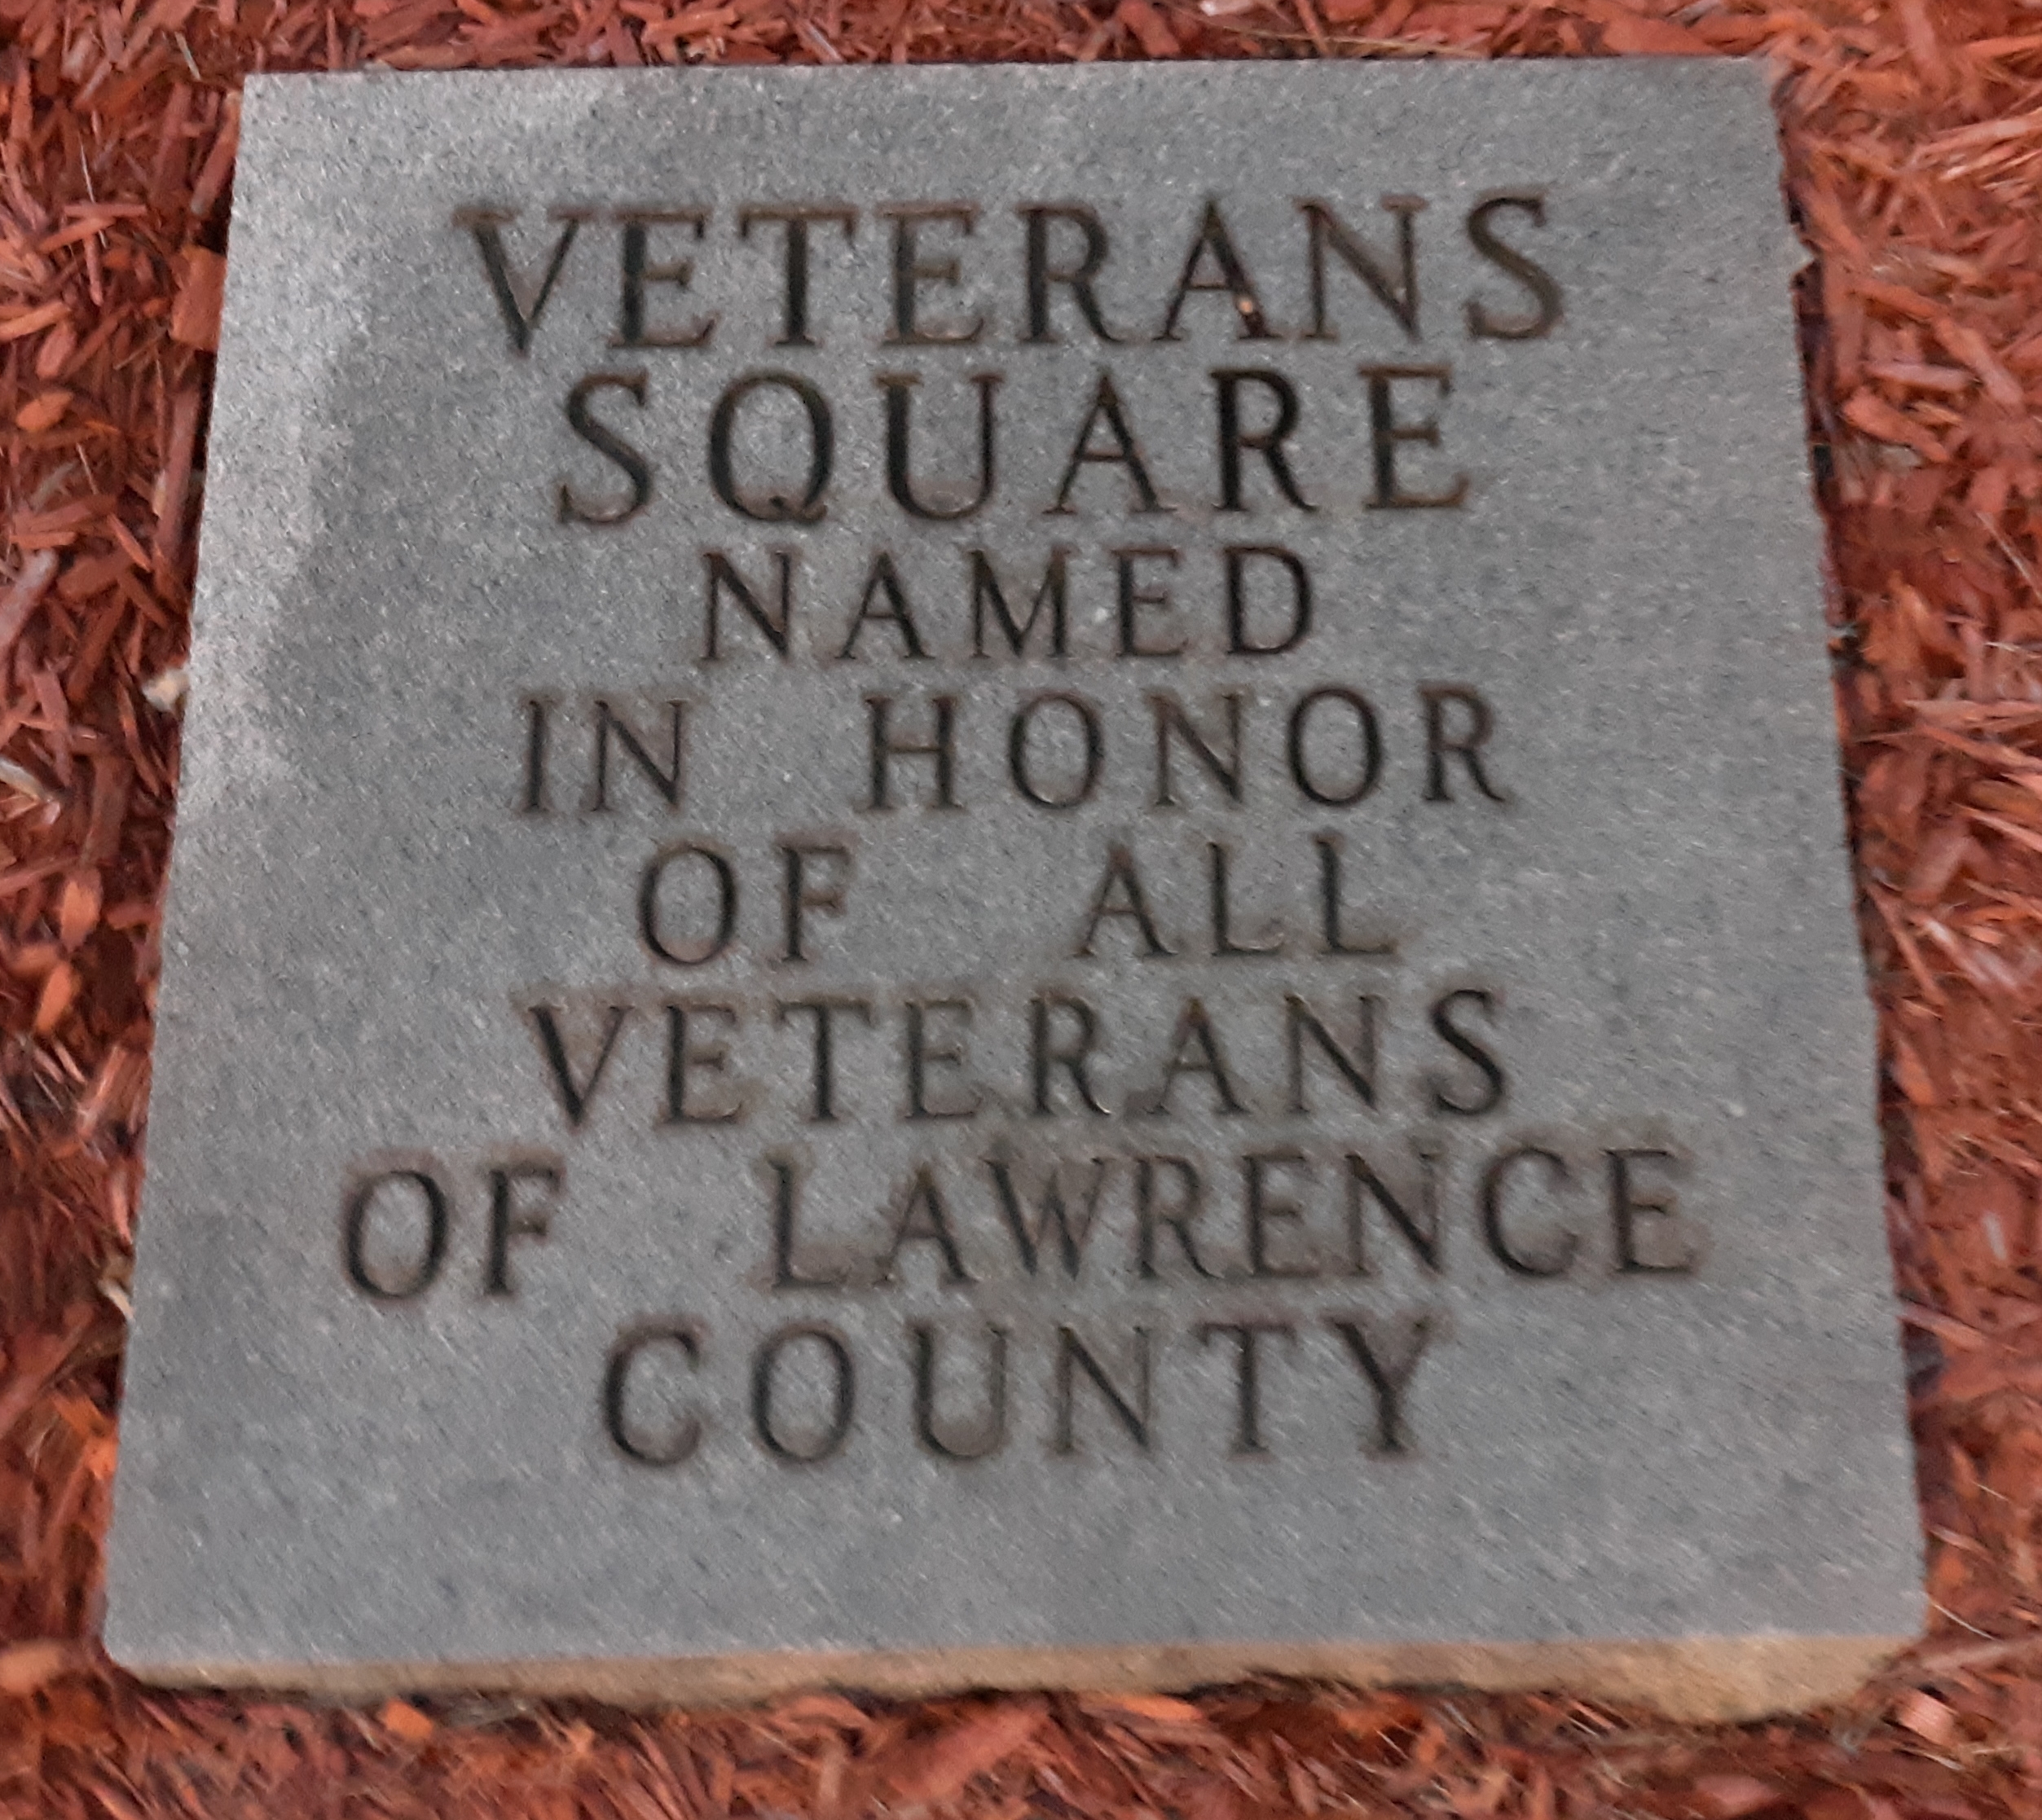 VETERANS
SQUARE
NAMED
IN HONOR
OF ALL
VETERANS
OF LAWRENCE
COUNTY